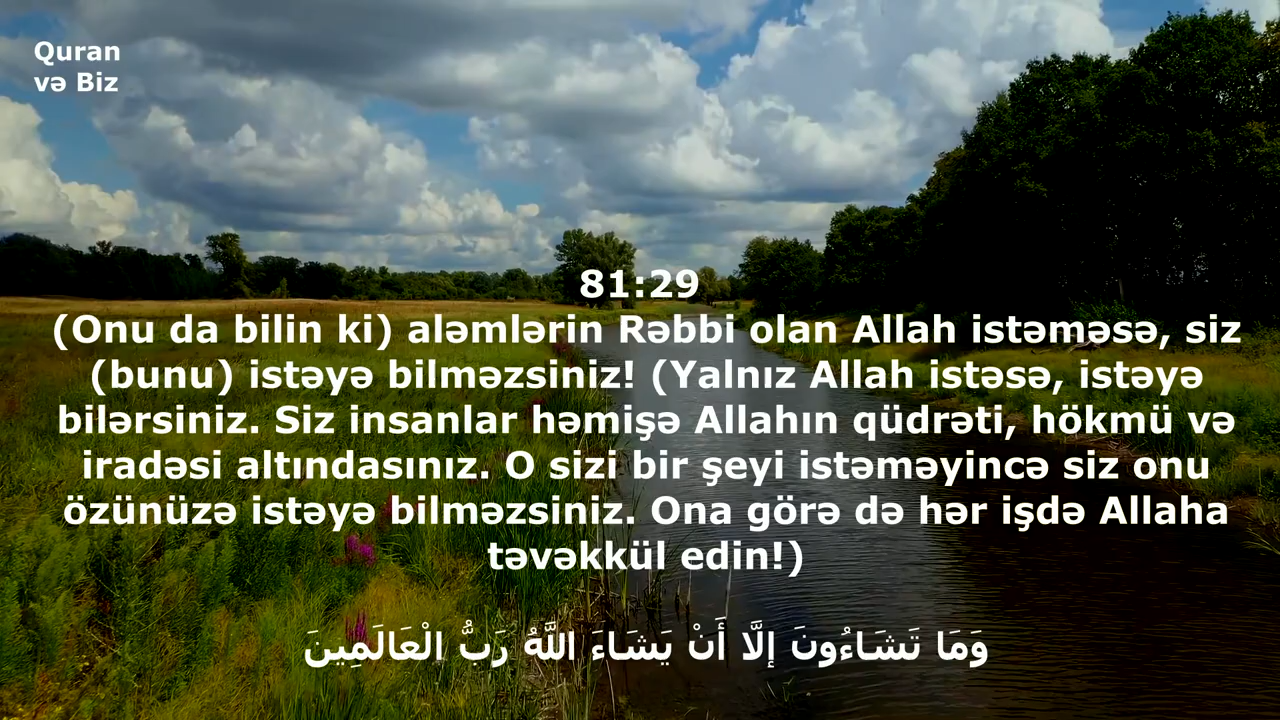 Quran
və Biz
81:29
(Onu da bilin ki) aləmlərin Rəbbi olan Allah istəməsə, siz
(bunu) istəyə bilməzsiniz! (Yalnız Allah istəsə, istəyə
bilərsiniz. Siz insanlar həmişə Allahın qüdrəti, hökmü və
iradəsi altındasınız. O sizi bir şeyi istəməyincə siz onu
özünüzə istəyə bilməzsiniz. Ona görə də hər işdə Allaha
təvəkkül edin!)
وَمَا تَشَاءُونَ إِلَّا أَنْ يَشَاءَ اللَّهُ رَبُّ الْعَالَمِينَ